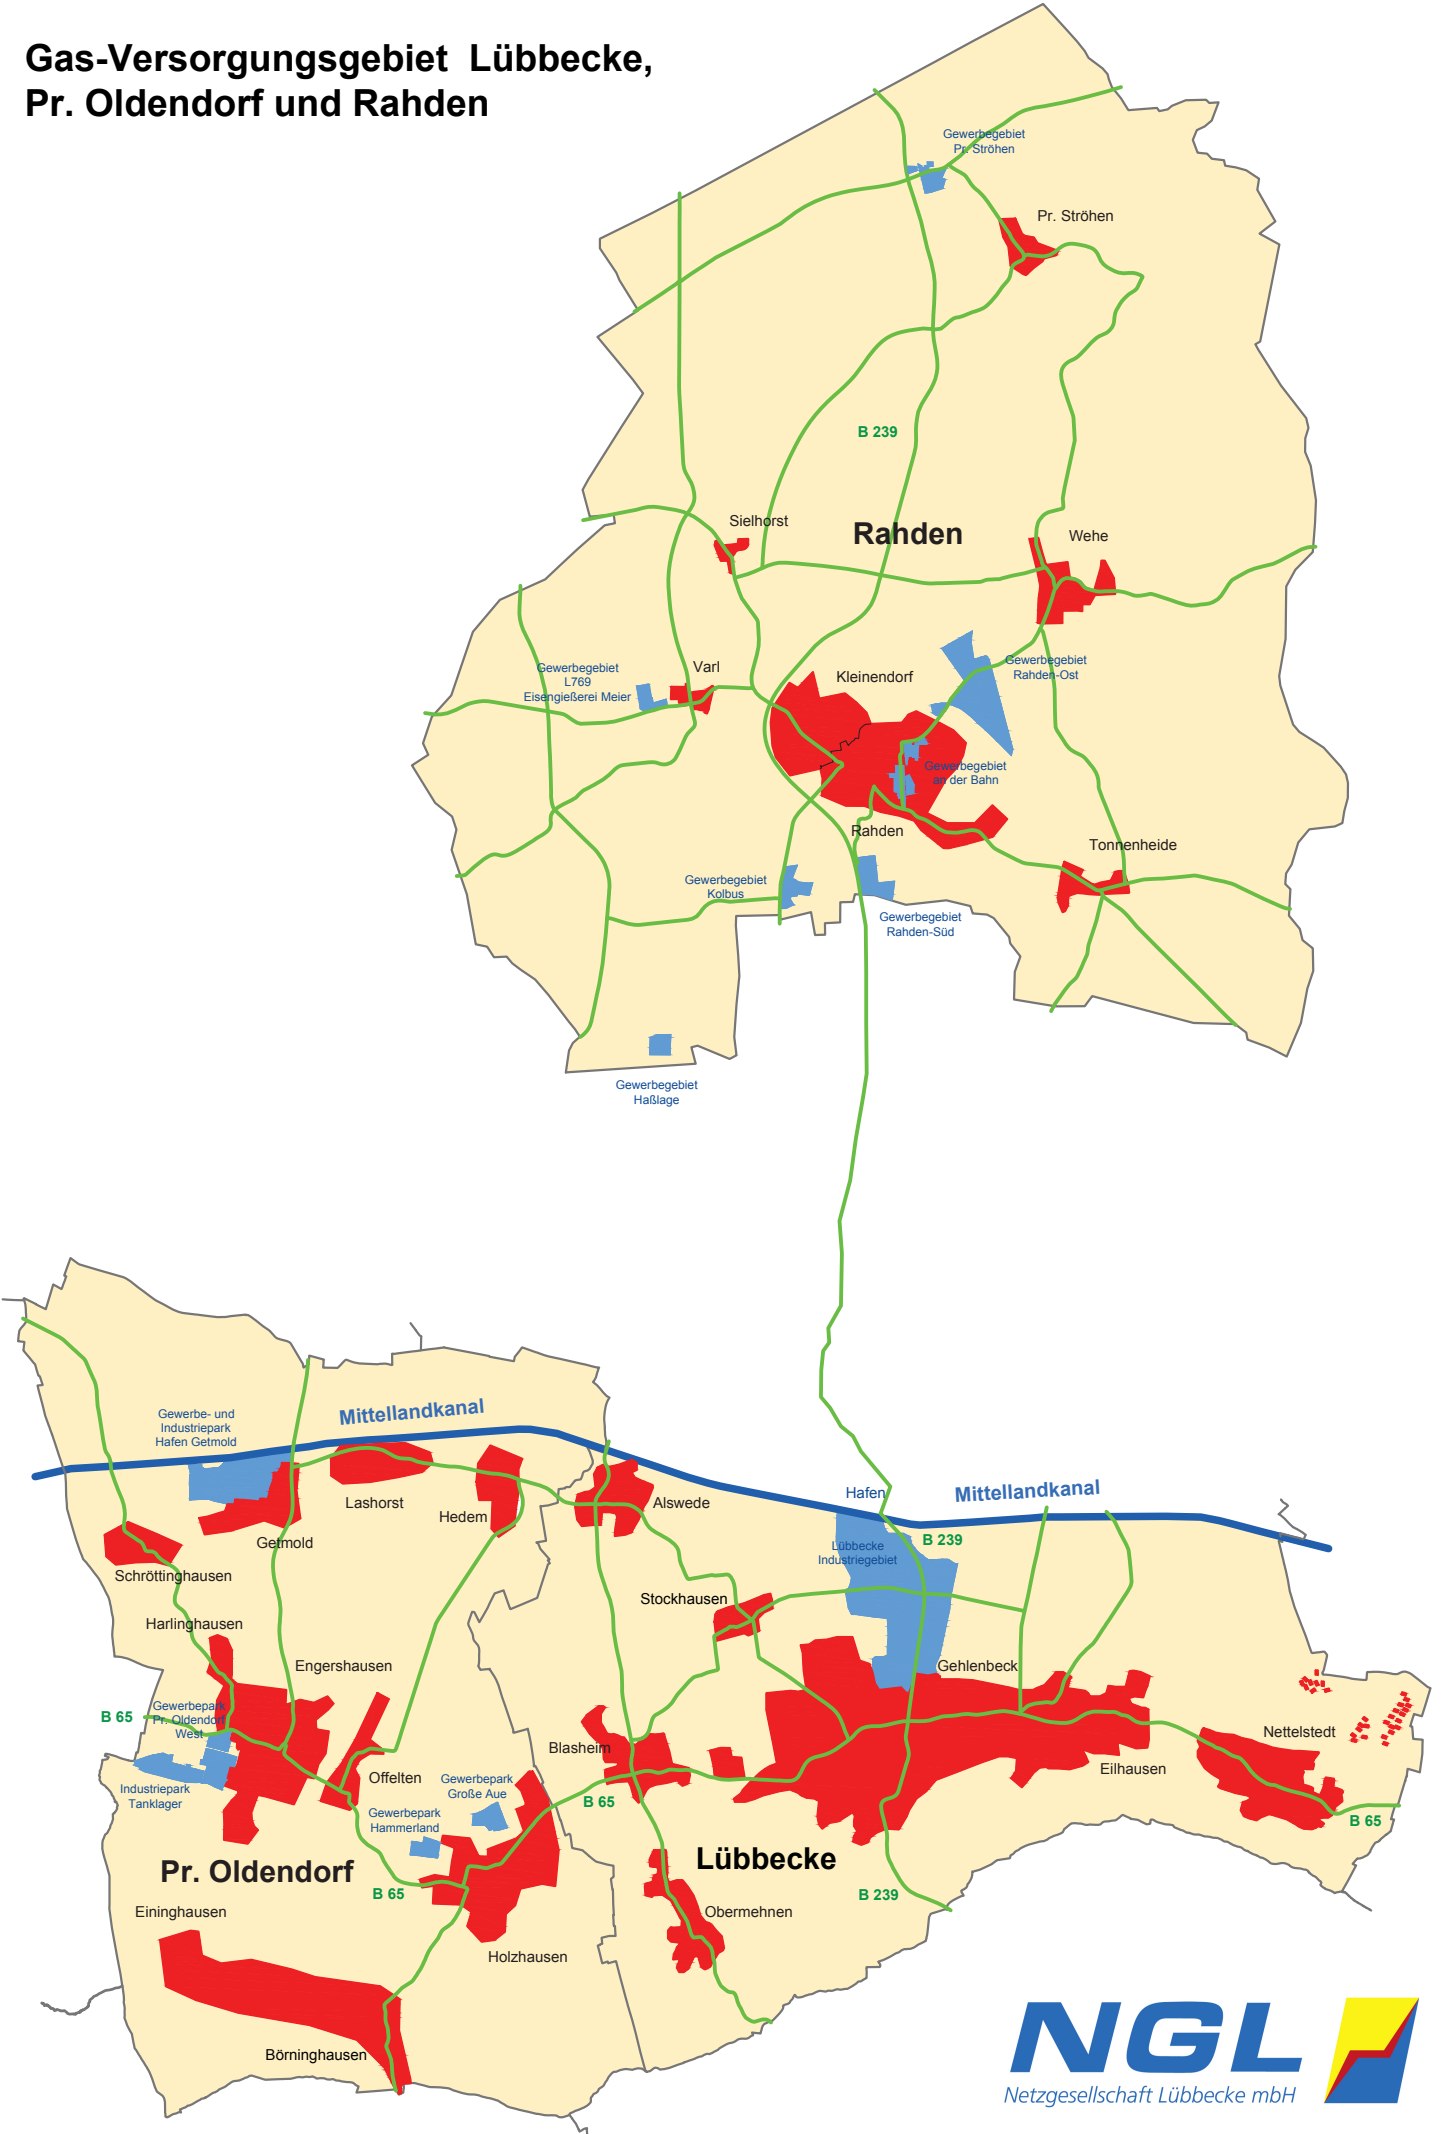 Gas-Versorgungsgebiet Lübbecke,
Pr. Oldendorf und Rahden
Gewerbegebiet
Pr. Ströhen
Pr. Ströhen
B 239
Sielhorst
Rahden
Wehe
Gewerbegebiet
L769
Eisengießerei Meier
Varl
Kleinendorf
Gewerbegebiet
Rahden-Ost
Gewerbegebiet
an der Bahn
Rahden
Tonnenheide
Gewerbegebiet
Kolbus
Gewerbegebiet
Rahden-Süd
Gewerbegebiet
Haßlage
Gewerbe- und
Industriepark
Hafen Getmold
Mittellandkanal
Lashorst
Hedem
Getmold
Schröttinghausen
Alswede
Hafen
Mittellandkanal
B 239
Lübbecke
Industriegebiet
Stockhausen
Harlinghausen
Engershausen
Gehlenbeck
Gewerbepark
Pr. Oldendorf
West
B 65
Nettelstedt
Blasheim
Eilhausen
Industriepark
Tanklager
Offelten
Gewerbepark
Große Aue
B 65
Gewerbepark
Hammerland
B 65
Pr. Oldendorf
Lübbecke
B 65
B 239
Eininghausen
Obermehnen
Holzhausen
Börninghausen
NGL
Netzgesellschaft Lübbecke mbH